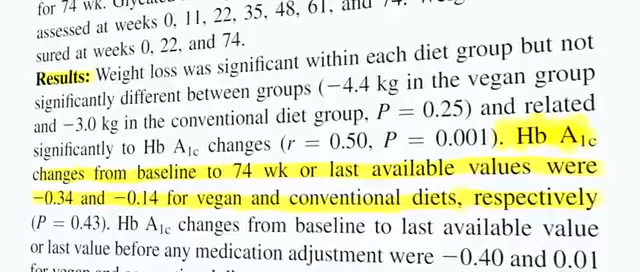 for 74 wk.
assessed at weeks 0, 11, 22, 35, 48, 61, and
sured at weeks 0, 22, and 74.
Results: Weight loss was significant within each diet group but not
significantly different between groups (−4.4 kg in the vegan group
and −3.0 kg in the conventional diet group, P = 0.25) and related
significantly to Hb A1c changes (r = 0.50, P = 0.001). Hb A1c
changes from baseline to 74 wk or last available values were
−0.34 and −0.14 for vegan and conventional diets, respectively
(P = 0.43). Hb A1c changes from baseline to last available value
or last value before any medication adjustment were −0.40 and 0.01